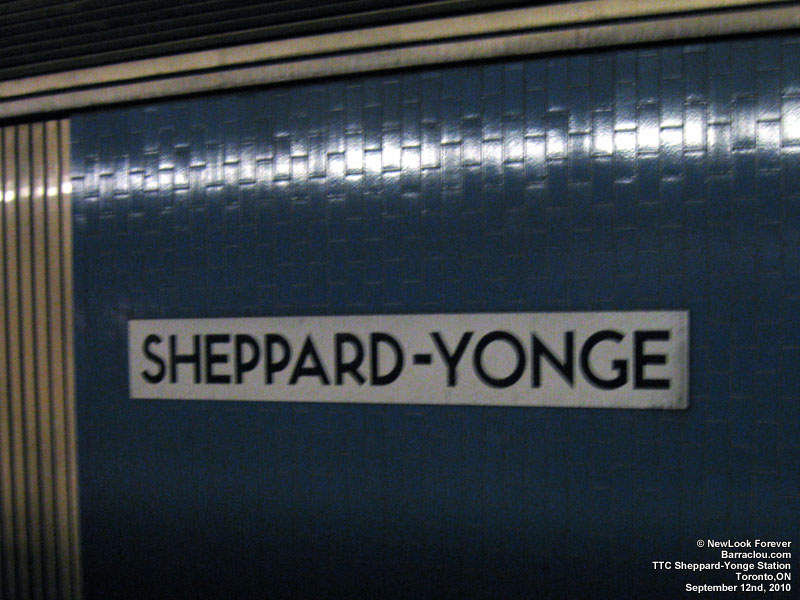 SHEPPARD-YONGE
© NewLook Forever
Barraclou.com
TTC Sheppard-Yonge Station
Toronto,ON
September 12nd, 2010